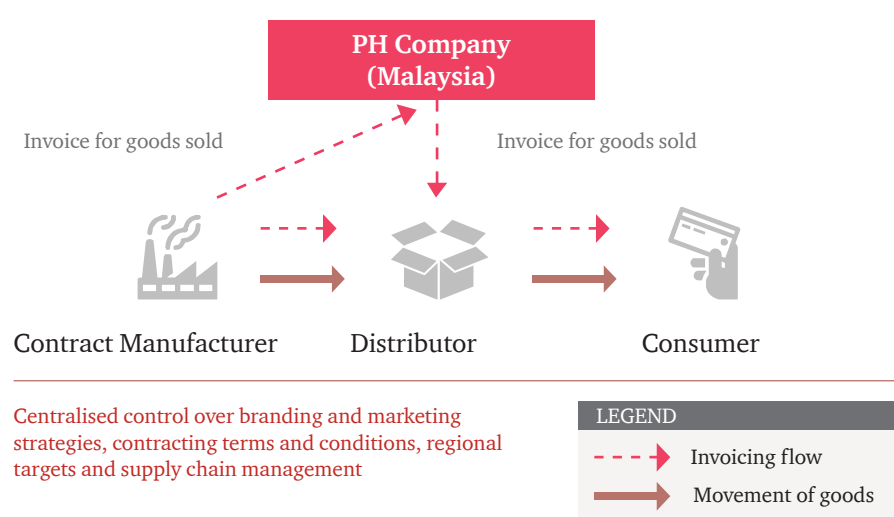 PH Company
(Malaysia)
Invoice for goods sold
Invoice for goods sold
Contract Manufacturer
Distributor
Consumer
Centralised control over branding and marketing
strategies, contracting terms and conditions, regional
targets and supply chain management
LEGEND
Invoicing flow
Movement of goods